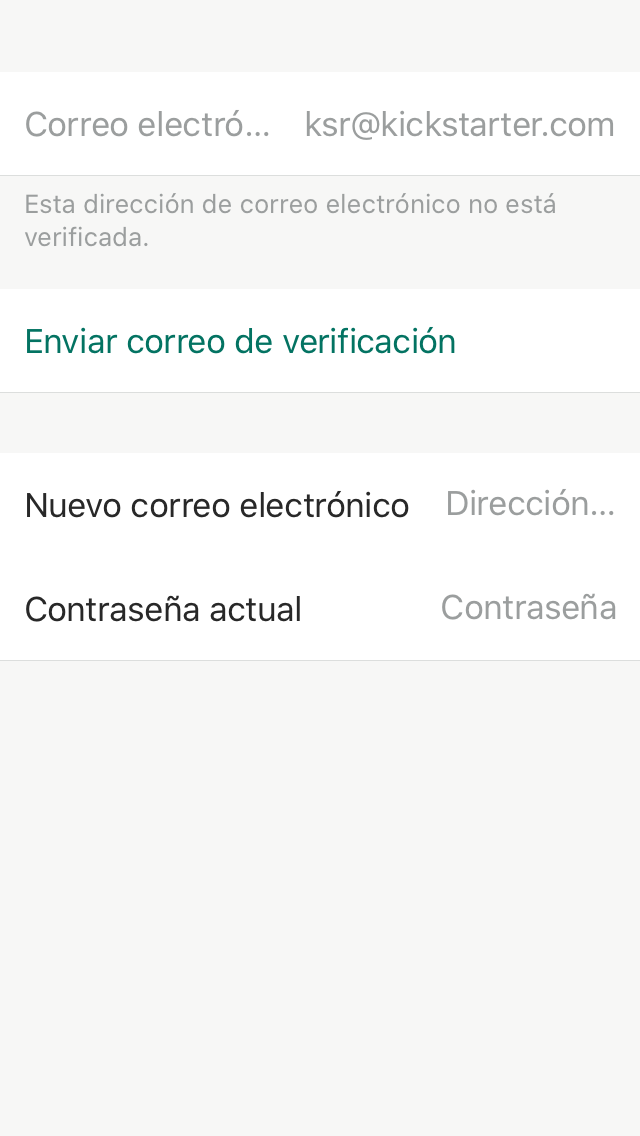 Correo electró... ksr@kickstarter.com
Esta dirección de correo electrónico no está
verificada.
Enviar correo de verificación
Nuevo correo electrónico Dirección...
Contraseña actual Contraseña